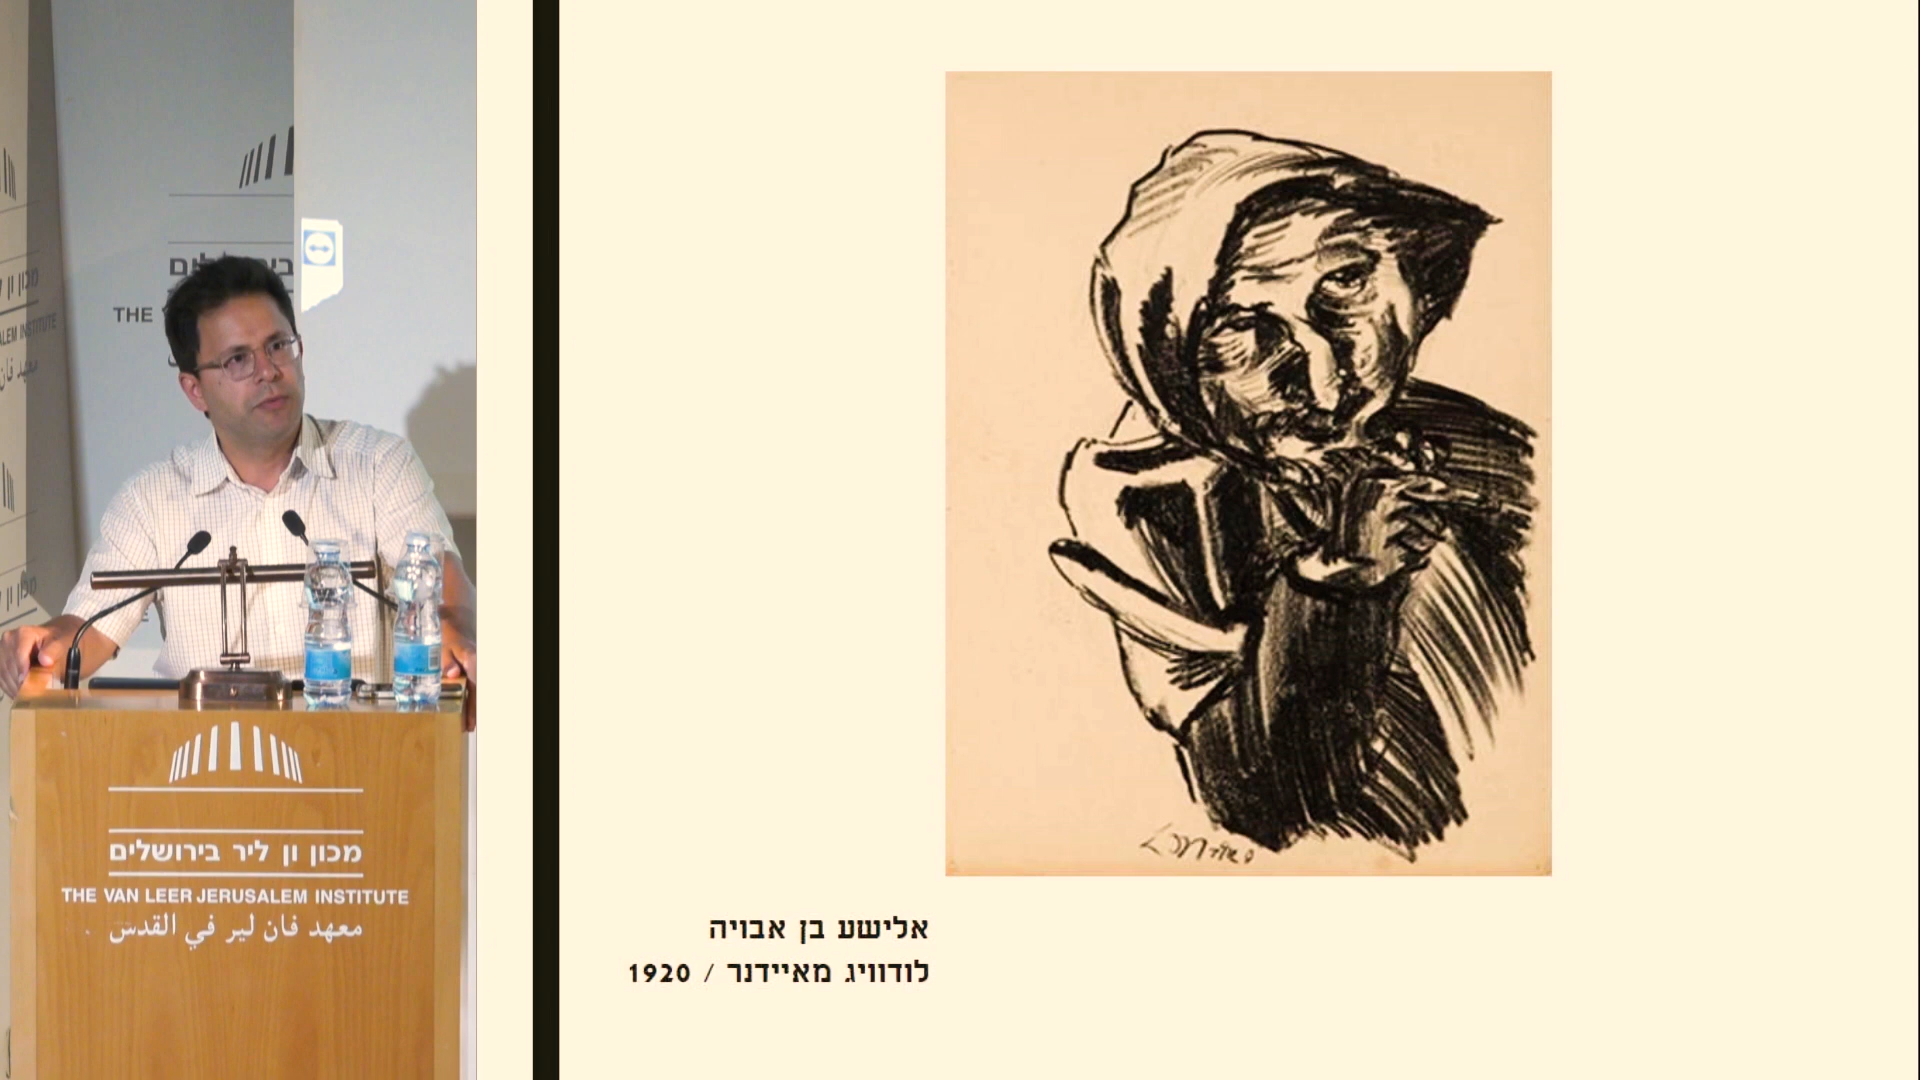 אלישע בן אבויה
לודוויג מאיידנר / 1920
מכון ון ליר בירושלים
THE VAN LEER JERUSALEM INSTITUTE
معهد فان لير في القدس
THE